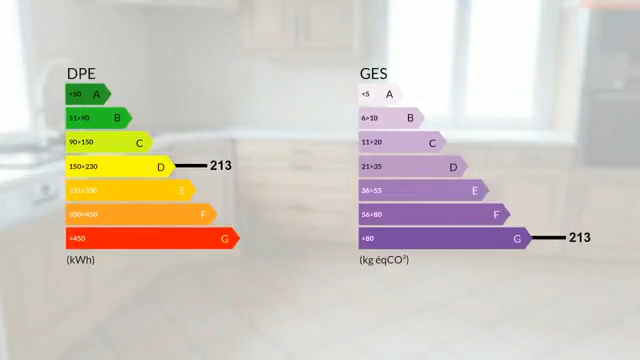 DPE
<50 A
51>90 B
90>150 C
150>230 D 213
231>330 E
330>450 F
>450 G
(kWh)
GES
<5 A
6>10 B
11>20 C
21>35 D
36>55 E
56>80 F
>80 G 213
(kg éqCO²)